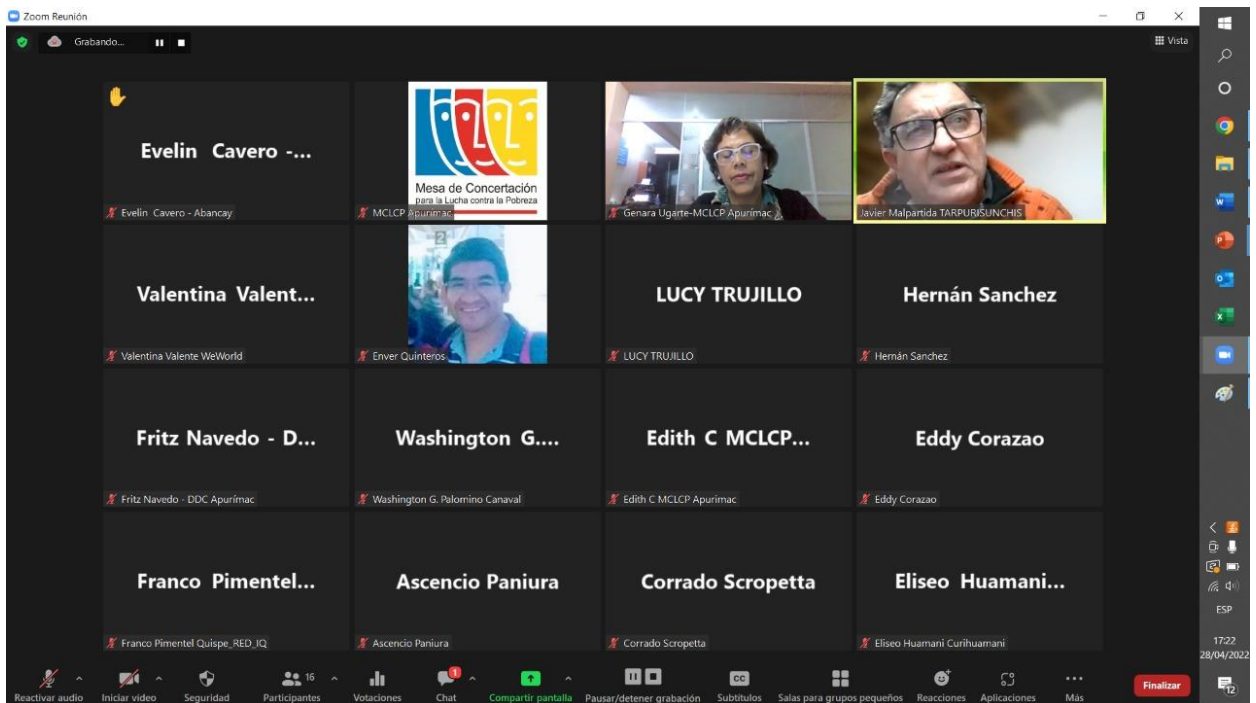 Zoom Reunión
Grabando...
Vista
Evelin Cavero -...
Evelin Cavero - Abancay
Mesa de Concertación
para la Lucha contra la Pobreza
MCLCP Apurímac
Genara Ugarte-MCLCP Apurimac
Javier Malpartida TARPURISUNCHIS
Valentina Valent...
Valentina Valente WeWorld
2
Enver Quinteros
LUCY TRUJILLO
LUCY TRUJILLO
Hernán Sanchez
Hernán Sanchez
Fritz Navedo - D...
Fritz Navedo - DDC Apurímac
Washington G....
Washington G. Palomino Canaval
Edith C MCLCP...
Edith C MCLCP Apurimac
Eddy Corazao
Eddy Corazao
Franco Pimentel...
Franco Pimentel Quispe_RED_IQ
Ascencio Paniura
Ascencio Paniura
Corrado Scropetta
Corrado Scropetta
Eliseo Huamani...
Eliseo Huamani Curihuamani
Reactivar audio
Iniciar video
Seguridad
16
Participantes
Votaciones
1
Chat
Compartir pantalla
Pausar/detener grabación
CC
Subtítulos
Salas para grupos pequeños
Reacciones
Aplicaciones
Más
Finalizar
ESP
17:22
28/04/2022
12